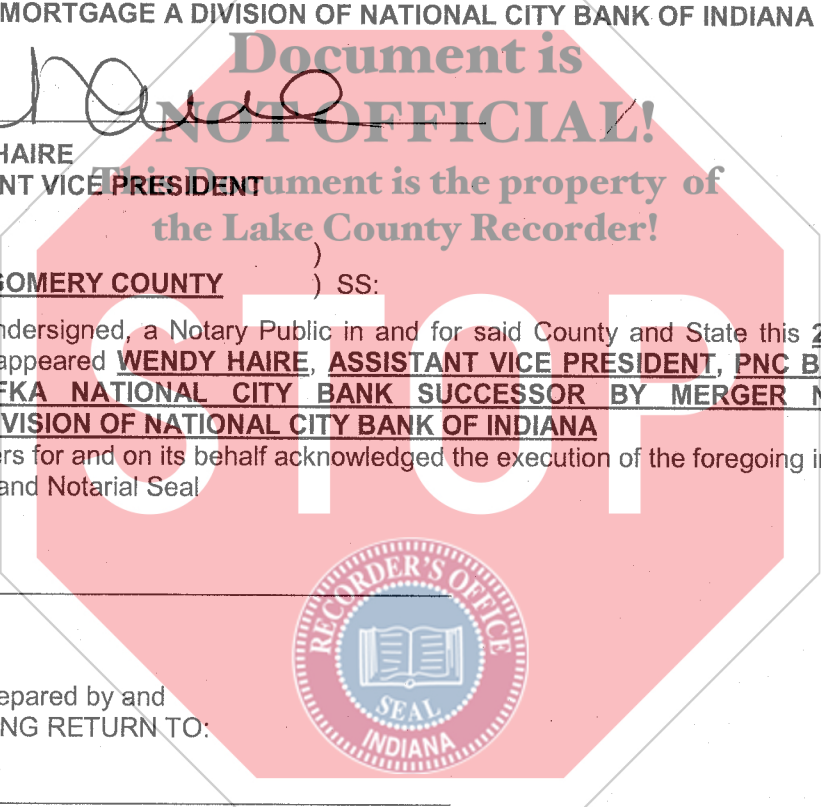 MORTGAGE A DIVISION OF NATIONAL CITY BANK OF INDIANA
Document is
NOT OFFICIAL!
HAIRE
This Document is the property of
NT VICE PRESIDENT
the Lake County Recorder!
)
GOMERY COUNTY ) SS:
STOP
ndersigned, a Notary Public in and for said County and State this 2
appeared WENDY HAIRE, ASSISTANT VICE PRESIDENT, PNC B
FKA NATIONAL CITY BANK SUCCESSOR BY MERGER N
VISION OF NATIONAL CITY BANK OF INDIANA
ers for and on its behalf acknowledged the execution of the foregoing in
and Notarial Seal
RECORDER'S OFFICE
SEAL
INDIANA
epared by and
NG RETURN TO: